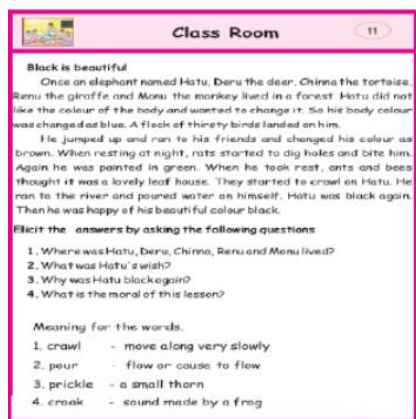 Class Room
11
Black is beautiful
Once an elephant named Hatu, Deru the deer, Chinna the tortoise,
Renu the giraffe and Monu the monkey lived in a forest. Hatu did not
like the colour of the body and wanted to change it. So his body colour
was changed as blue. A flock of thirsty birds landed on him.
He jumped up and ran to his friends and changed his colour as
brown. When resting at night, rats started to dig holes and bite him.
Again he was painted in green. When he took rest, ants and bees
thought it was a lovely leaf house. They started to crawl on Hatu. He
ran to the river and poured water on himself. Hatu was black again.
Then he was happy of his beautiful colour black.
Elicit the answers by asking the following questions
1. Where was Hatu, Deru, Chinna, Renu and Monu lived?
2. What was Hatu's wish?
3. Why was Hatu black again?
4. What is the moral of this lesson?
Meaning for the words.
1. crawl - move along very slowly
2. pour - flow or cause to flow
3. prickle - a small thorn
4. croak - sound made by a frog